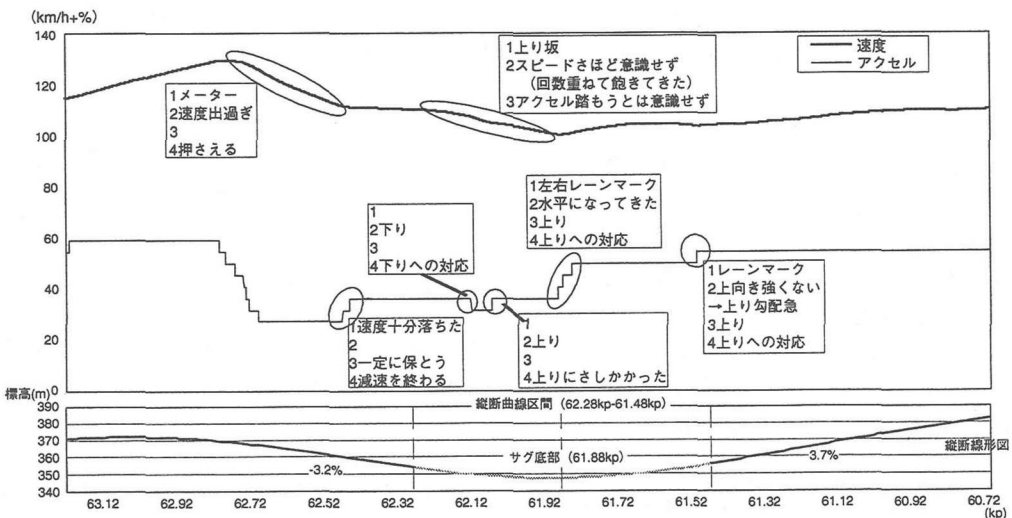 (km/h+%)
140
120
100
80
60
40
20
0
速度
アクセル
1メーター
2速度出過ぎ
3
4押さえる
1上り坂
2スピードさほど意識せず
（回数重ねて飽きてきた）
3アクセル踏もうとは意識せず
1
2下り
3
4下りへの対応
1左右レーンマーク
2水平になってきた
3上り
4上りへの対応
1速度十分落ちた
2
3一定に保とう
4減速を終わる
1
2上り
3
4上りにさしかかった
1レーンマーク
2上向き強くない
→上り勾配急
3上り
4上りへの対応
標高(m)
390
380
370
360
350
340
縦断曲線区間（62.28kp-61.48kp）
サグ底部（61.88kp）
-3.2%
3.7%
縦断線形図
63.12 62.92 62.72 62.52 62.32 62.12 61.92 61.72 61.52 61.32 61.12 60.92 60.72
(kp)